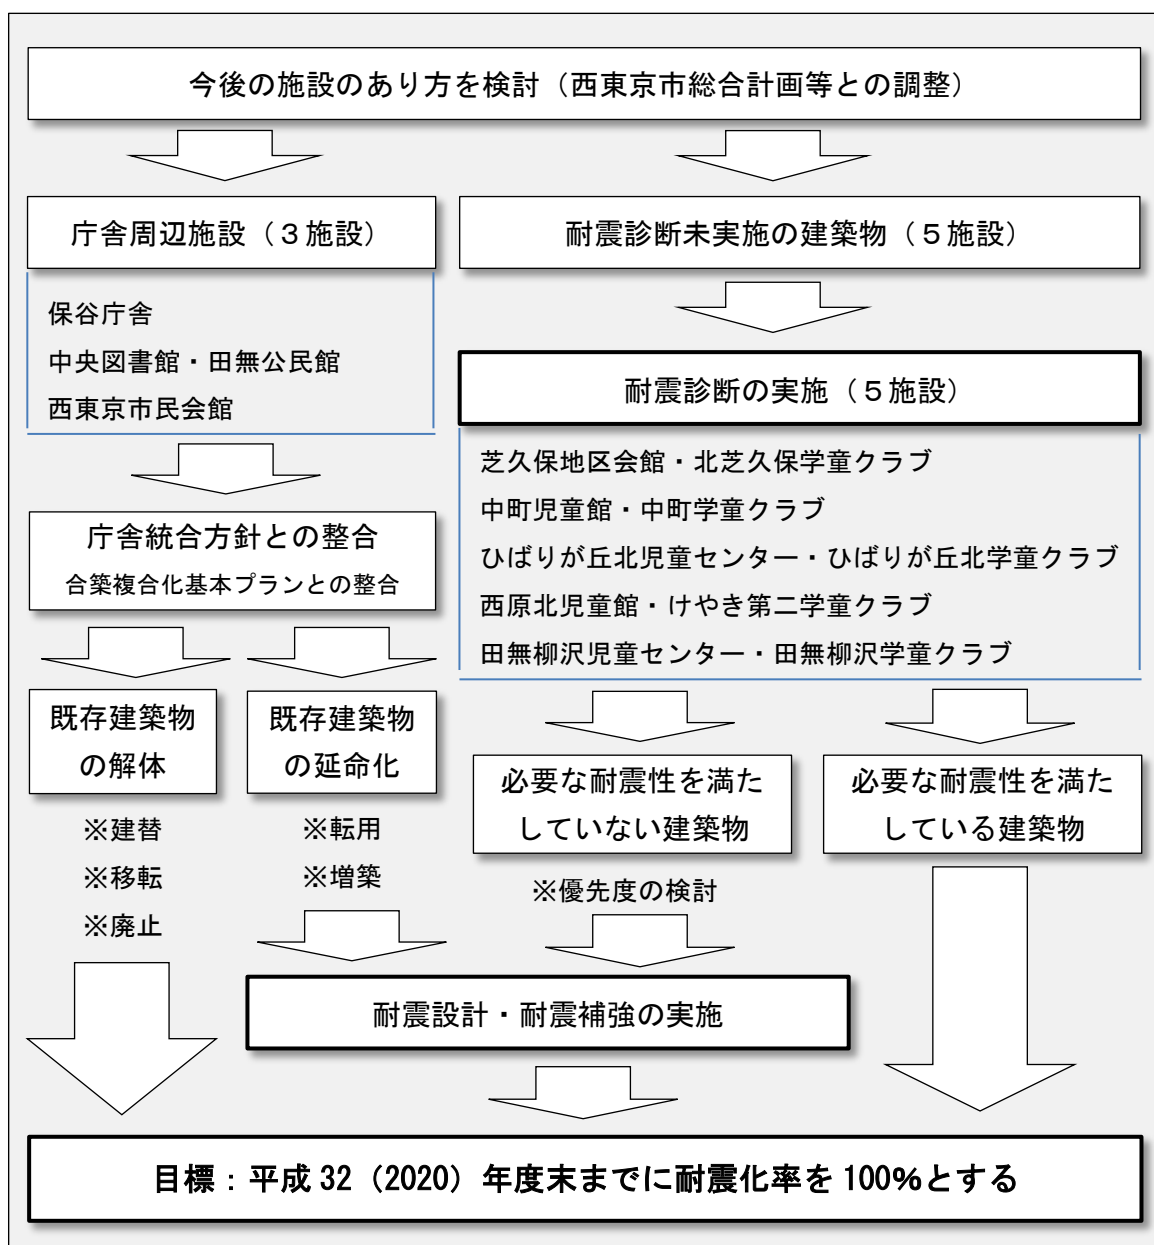 今後の施設のあり方を検討（西東京市総合計画等との調整）
庁舎周辺施設（３施設）
保谷庁舎
中央図書館・田無公民館
西東京市民会館
庁舎統合方針との整合
合築複合化基本プランとの整合
既存建築物
の解体
※建替
※移転
※廃止
既存建築物
の延命化
※転用
※増築
耐震診断未実施の建築物（５施設）
耐震診断の実施（５施設）
芝久保地区会館・北芝久保学童クラブ
中町児童館・中町学童クラブ
ひばりが丘北児童センター・ひばりが丘北学童クラブ
西原北児童館・けやき第二学童クラブ
田無柳沢児童センター・田無柳沢学童クラブ
必要な耐震性を満た
していない建築物
※優先度の検討
必要な耐震性を満た
している建築物
耐震設計・耐震補強の実施
目標：平成 32（2020）年度末までに耐震化率を 100%とする